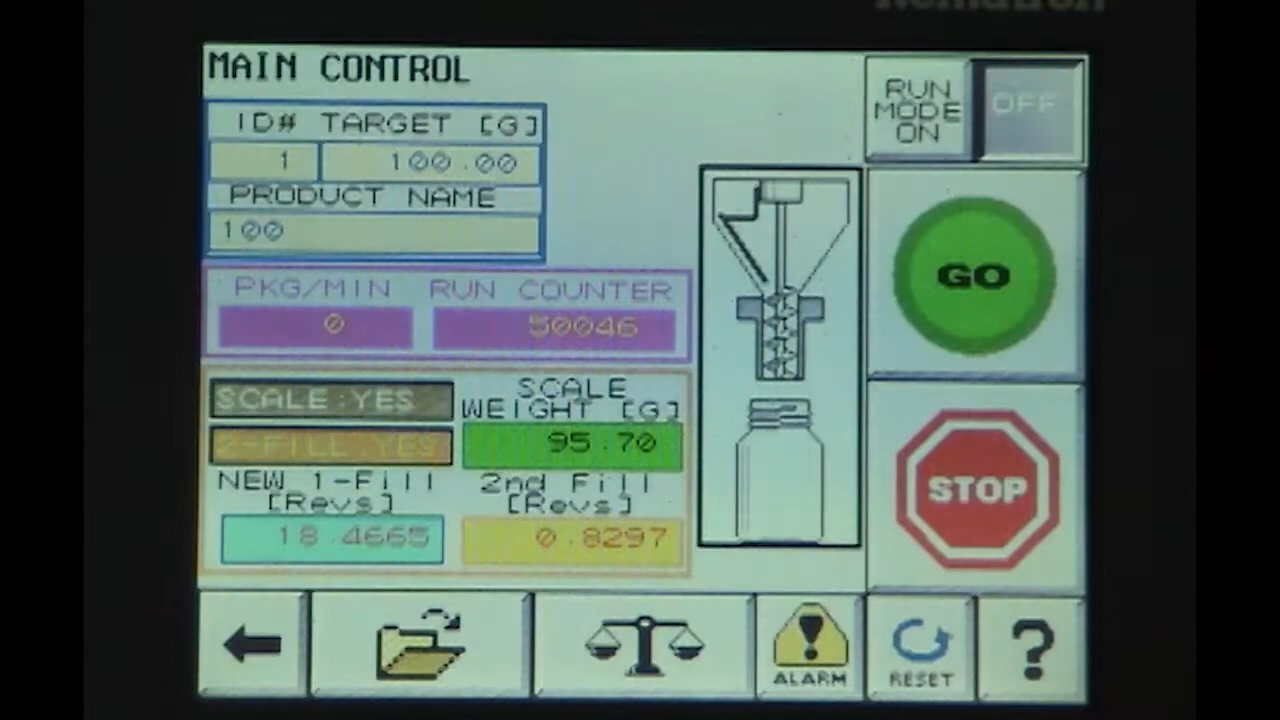 MAIN CONTROL
RUN MODE ON
OFF
ID# TARGET [G]
1 100.00
PRODUCT NAME
100
PKG/MIN RUN COUNTER
0 50046
GO
SCALE:YES
SCALE WEIGHT [G]
2-FILL:YES
95.70
NEW 1-Fill [Revs]
2nd Fill [Revs]
18.4665
0.8297
STOP
ALARM
RESET
?